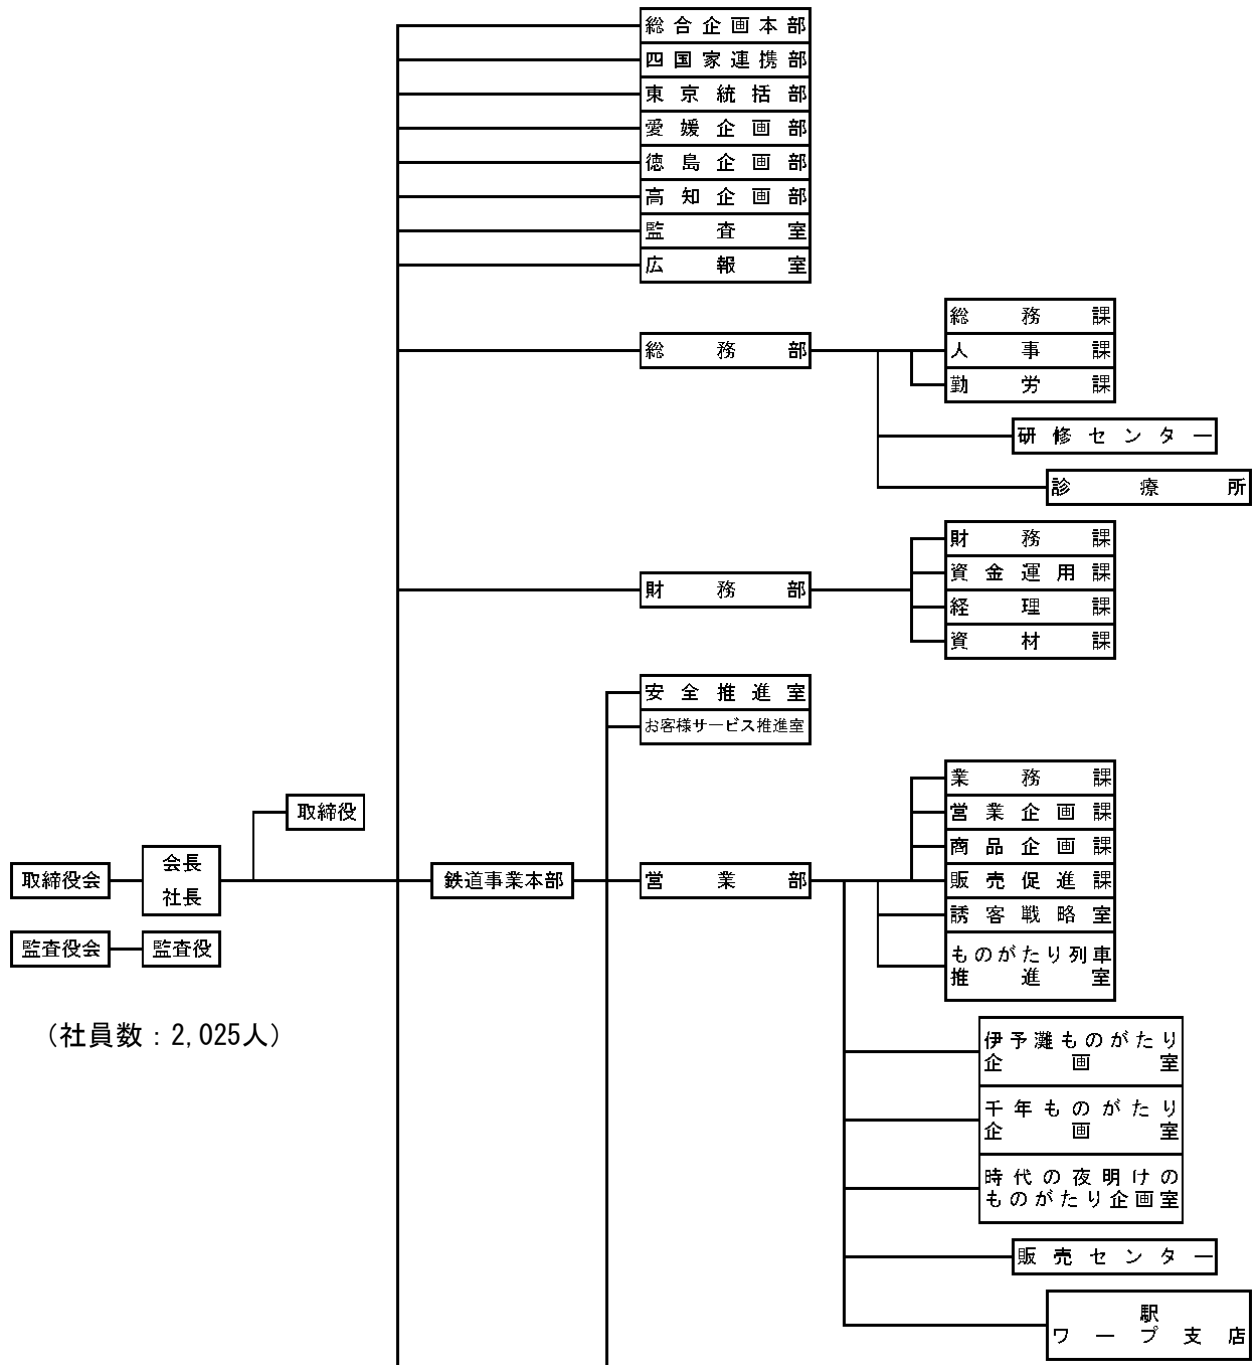 総合企画本部
四国家連携部
東京統括部
愛媛企画部
徳島企画部
高知企画部
監査室
広報室
総務部
総務課
人事課
勤労課
研修センター
診療所
財務部
財務課
資金運用課
経理課
資材課
安全推進室
お客様サービス推進室
取締役会
会長
社長
取締役
監査役会
監査役
(社員数：2,025人)
鉄道事業本部
営業部
業務課
営業企画課
商品企画課
販売促進課
誘客戦略室
ものがたり列車
推進室
伊予灘ものがたり
企画室
千年ものがたり
企画室
時代の夜明けの
ものがたり企画室
販売センター
駅
ワープ支店